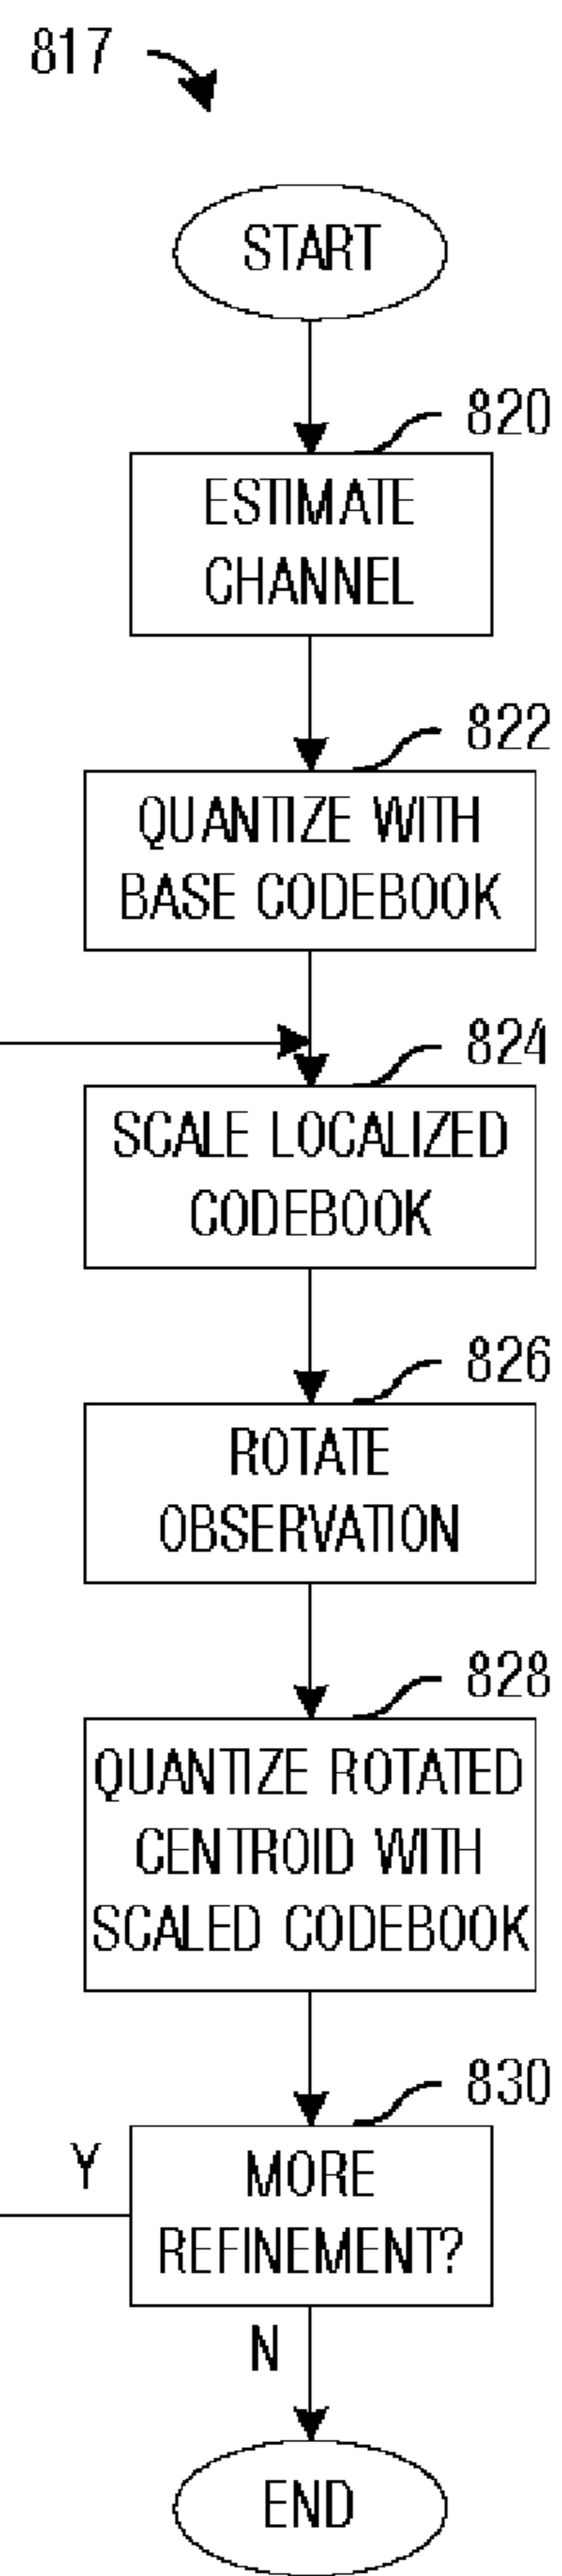 817
START
820
ESTIMATE
CHANNEL
822
QUANTIZE WITH
BASE CODEBOOK
824
SCALE LOCALIZED
CODEBOOK
826
ROTATE
OBSERVATION
828
QUANTIZE ROTATED
CENTROID WITH
SCALED CODEBOOK
830
Y
MORE
REFINEMENT?
N
END